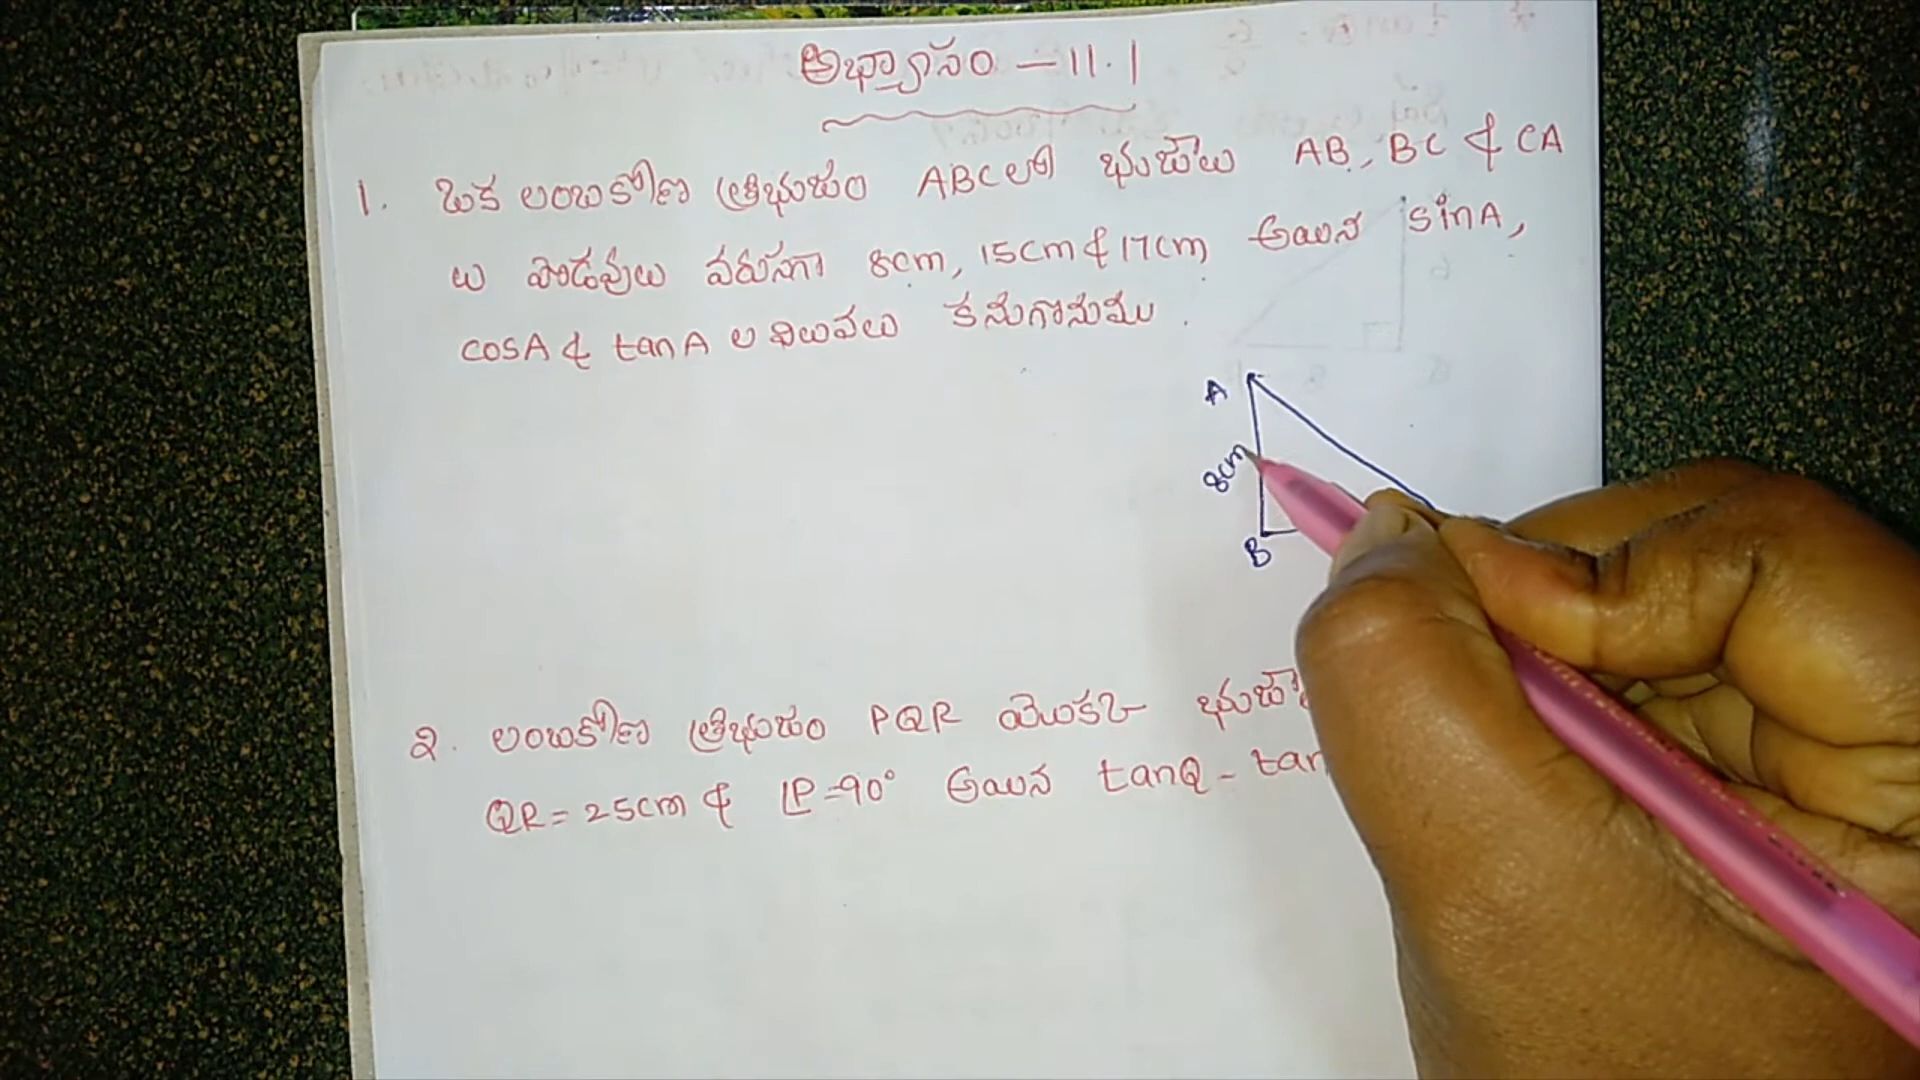 అభ్యాసం - 11.1
1. ఒక లంబకోణ త్రిభుజం ABC లో భుజాలు AB, BC & CA
ల పొడవులు వరుసగా 8cm, 15cm & 17cm అయిన sinA,
cosA & tanA ల విలువలు కనుగొనుము.
A
8cm
B
2. లంబకోణ త్రిభుజం PQR యొక్క
QR = 25cm & ∟P=90° అయిన tanQ - tan